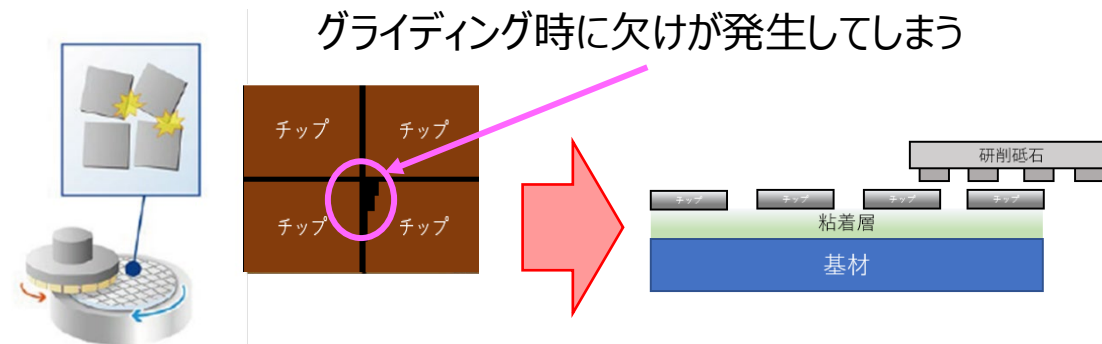 グライディング時に欠けが発生してしまう
チップ
チップ
チップ
チップ
研削砥石
チップ
チップ
チップ
チップ
粘着層
基材